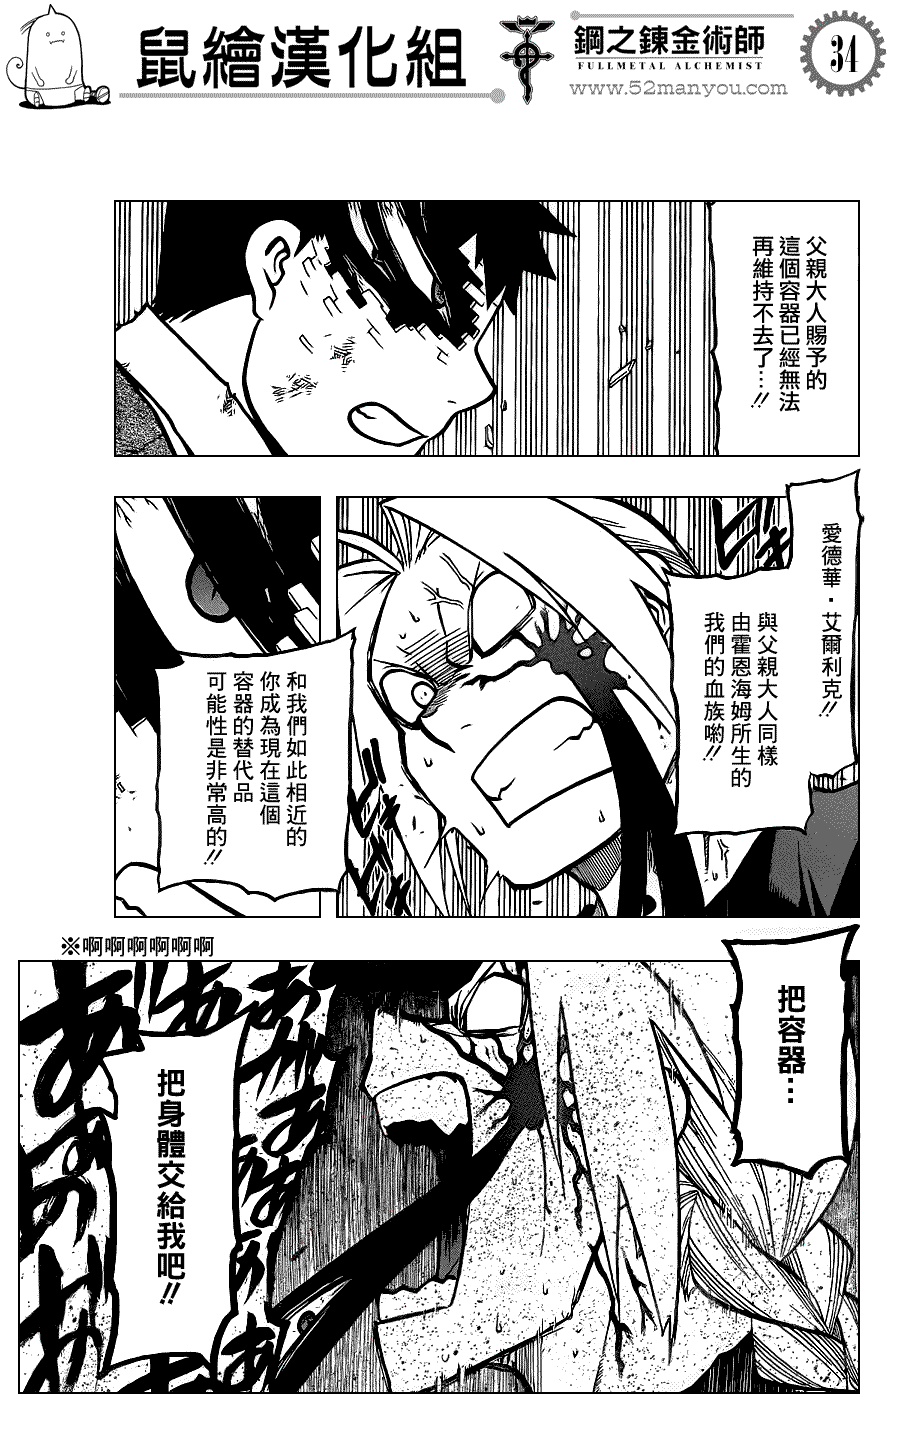 鼠繪漢化組
鋼之鍊金術師
FULLMETAL ALCHEMIST
www.52manyou.com
34
父親大人賜予的
這個容器已經無法
再維持不去了…!!
愛德華·艾爾利克!!
與父親大人同樣
由霍恩海姆所生的
我們的血族喲!!
和我們如此相近的
你成為現在這個
容器的替代品
可能性是非常高的!!
※啊啊啊啊啊啊
把容器…
把身體交給我吧!!